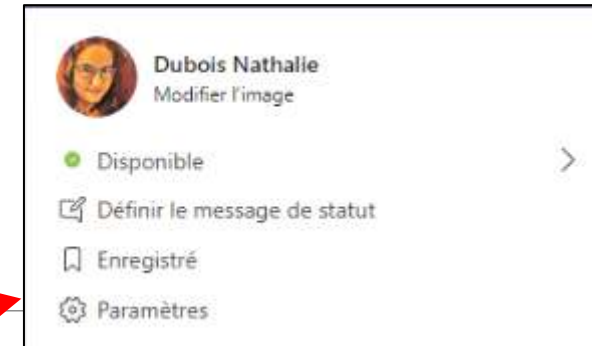 Dubois Nathalie
Modifier l'image
Disponible
Définir le message de statut
Enregistré
Paramètres